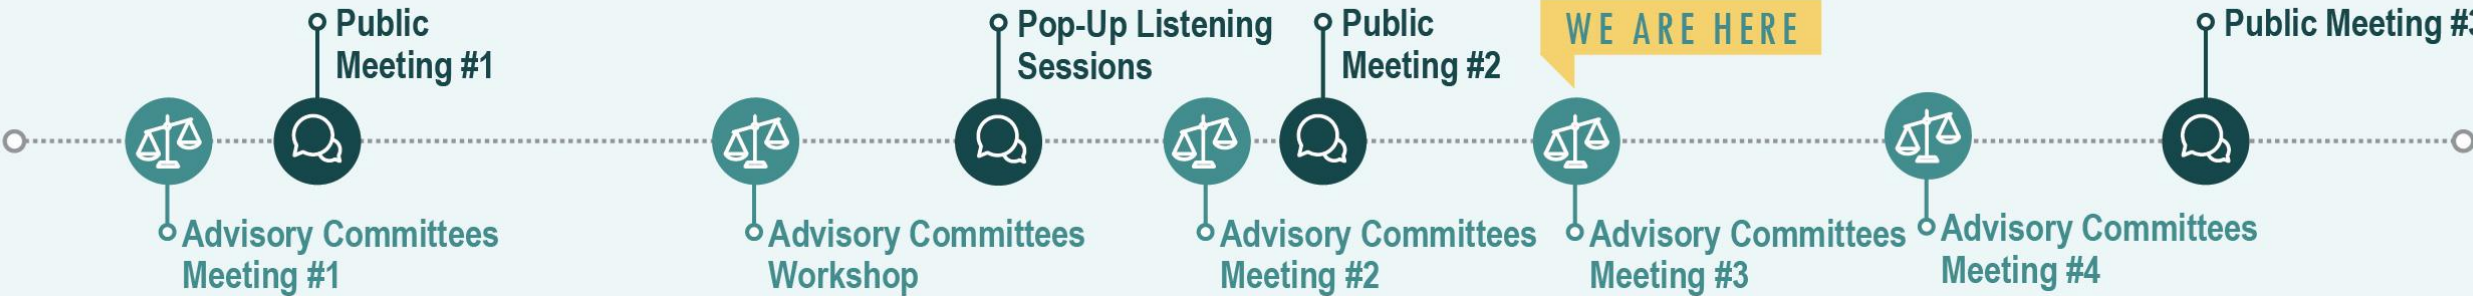 Public
Meeting #1
Pop-Up Listening
Sessions
Public
Meeting #2
WE ARE HERE
Public Meeting #3
Advisory Committees
Meeting #1
Advisory Committees
Workshop
Advisory Committees
Meeting #2
Advisory Committees
Meeting #3
Advisory Committees
Meeting #4